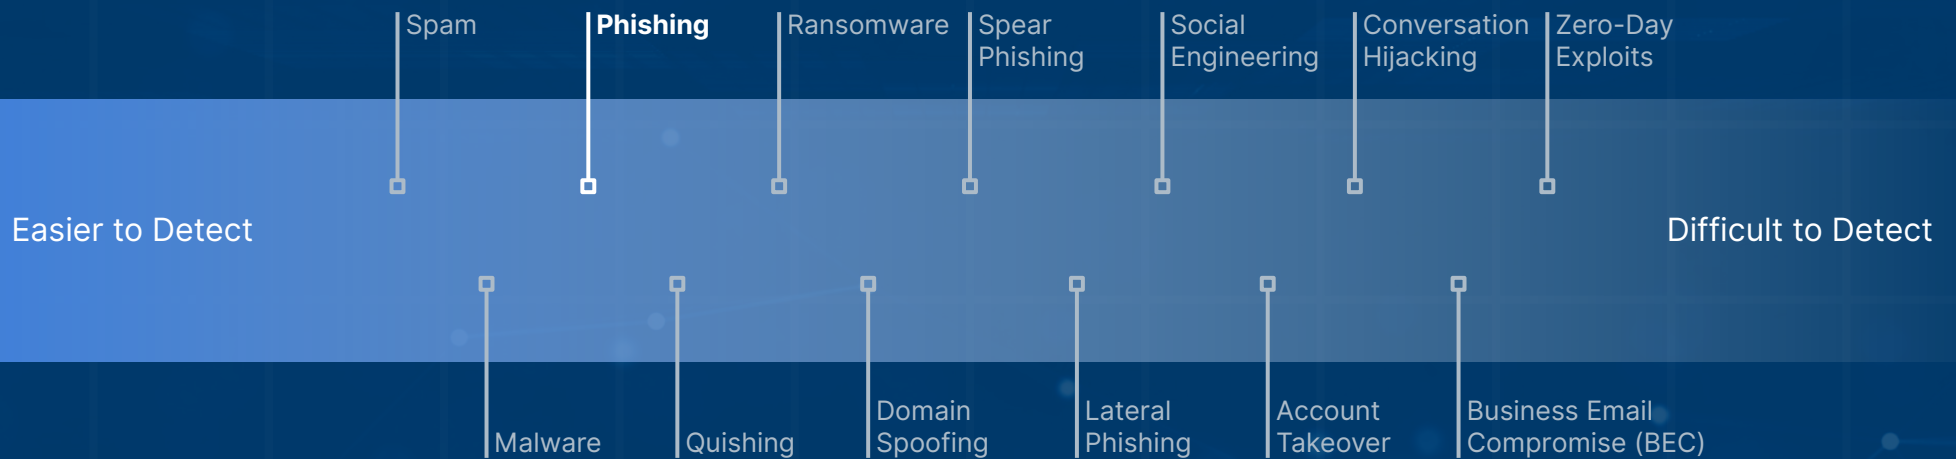 Spam
Phishing
Ransomware
Spear
Phishing
Social
Engineering
Conversation
Hijacking
Zero-Day
Exploits
Easier to Detect
Difficult to Detect
Malware
Quishing
Domain
Spoofing
Lateral
Phishing
Account
Takeover
Business Email
Compromise (BEC)